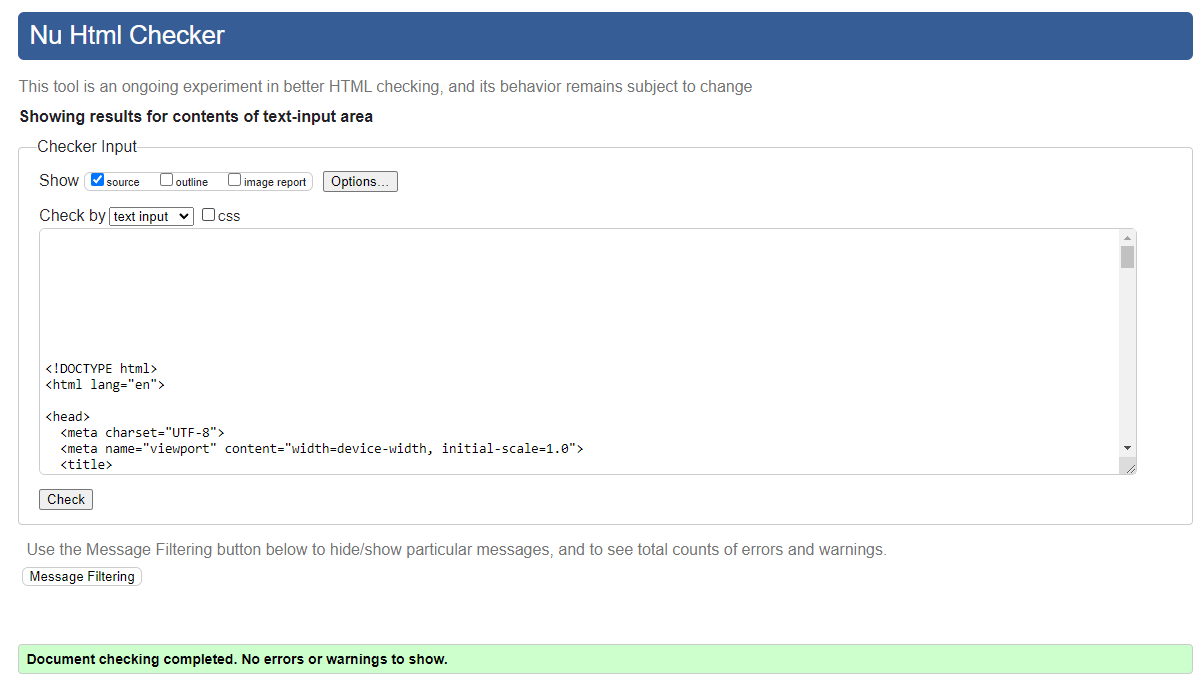 Nu Html Checker
This tool is an ongoing experiment in better HTML checking, and its behavior remains subject to change
Showing results for contents of text-input area
Checker Input
Show source outline image report Options...
Check by text input css
<!DOCTYPE html>
<html lang="en">
<head>
<meta charset="UTF-8">
<meta name="viewport" content="width=device-width, initial-scale=1.0">
<title>
Check
Use the Message Filtering button below to hide/show particular messages, and to see total counts of errors and warnings.
Message Filtering
Document checking completed. No errors or warnings to show.